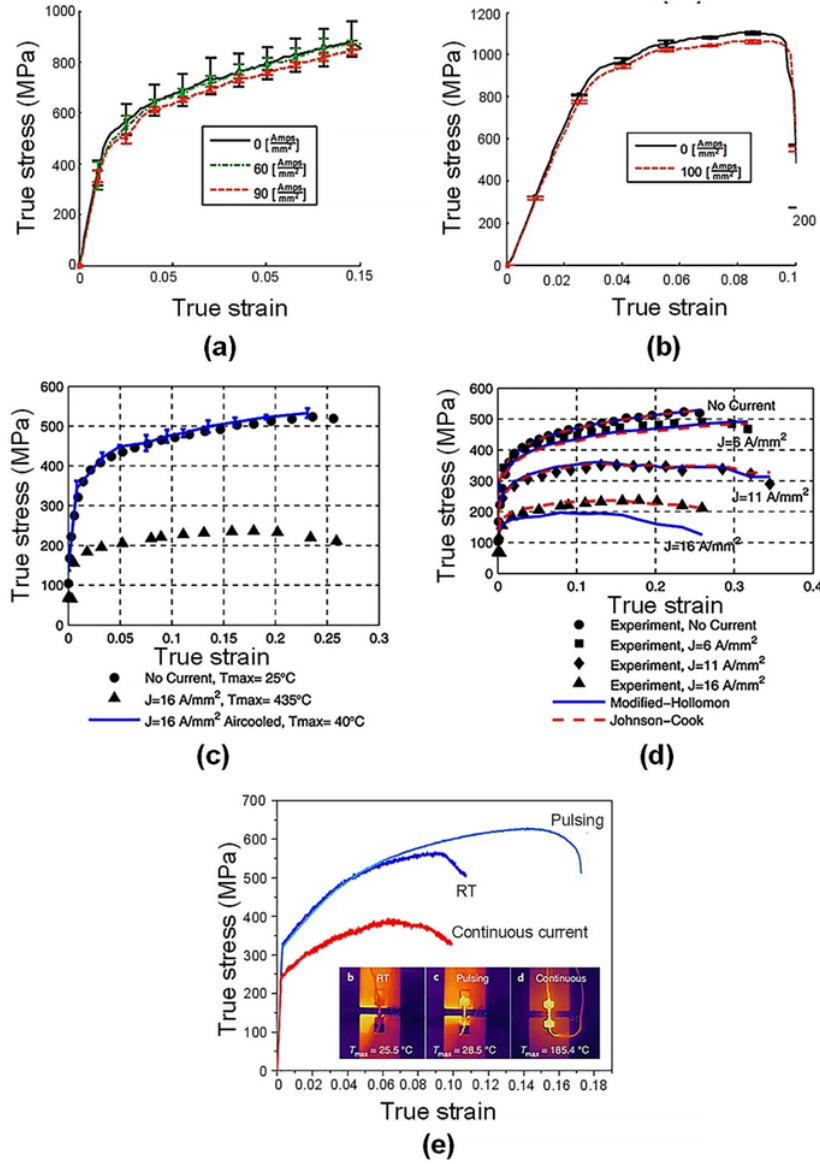 True stress (MPa)
1000
800
600
400
200
0
0 [Amps/mm²]
60 [Amps/mm²]
90 [Amps/mm²]
0 0.05 0.05 0.15
True strain
(a)
True stress (MPa)
1200
1000
800
600
400
200
0
0 [Amps/mm²]
100 [Amps/mm²]
200
0 0.02 0.04 0.06 0.08 0.1
True strain
(b)
True stress (MPa)
600
500
400
300
200
100
0
0 0.05 0.1 0.15 0.2 0.25 0.3
True strain
No Current, Tmax= 25°C
J=16 A/mm², Tmax= 435°C
J=16 A/mm² Aircooled, Tmax= 40°C
(c)
True stress (MPa)
600
500
400
300
200
100
0
No Current
J=6 A/mm²
J=11 A/mm²
J=16 A/mm²
0 0.1 0.2 0.3 0.4
True strain
Experiment, No Current
Experiment, J=6 A/mm²
Experiment, J=11 A/mm²
Experiment, J=16 A/mm²
Modified-Hollomon
Johnson-Cook
(d)
True stress (MPa)
700
600
500
400
300
200
100
0
Pulsing
RT
Continuous current
b RT
c Pulsing
d Continuous
Tmax = 25.5 °C
Tmax = 28.5 °C
Tmax = 185.4 °C
0.00 0.02 0.04 0.06 0.08 0.10 0.12 0.14 0.16 0.18
True strain
(e)